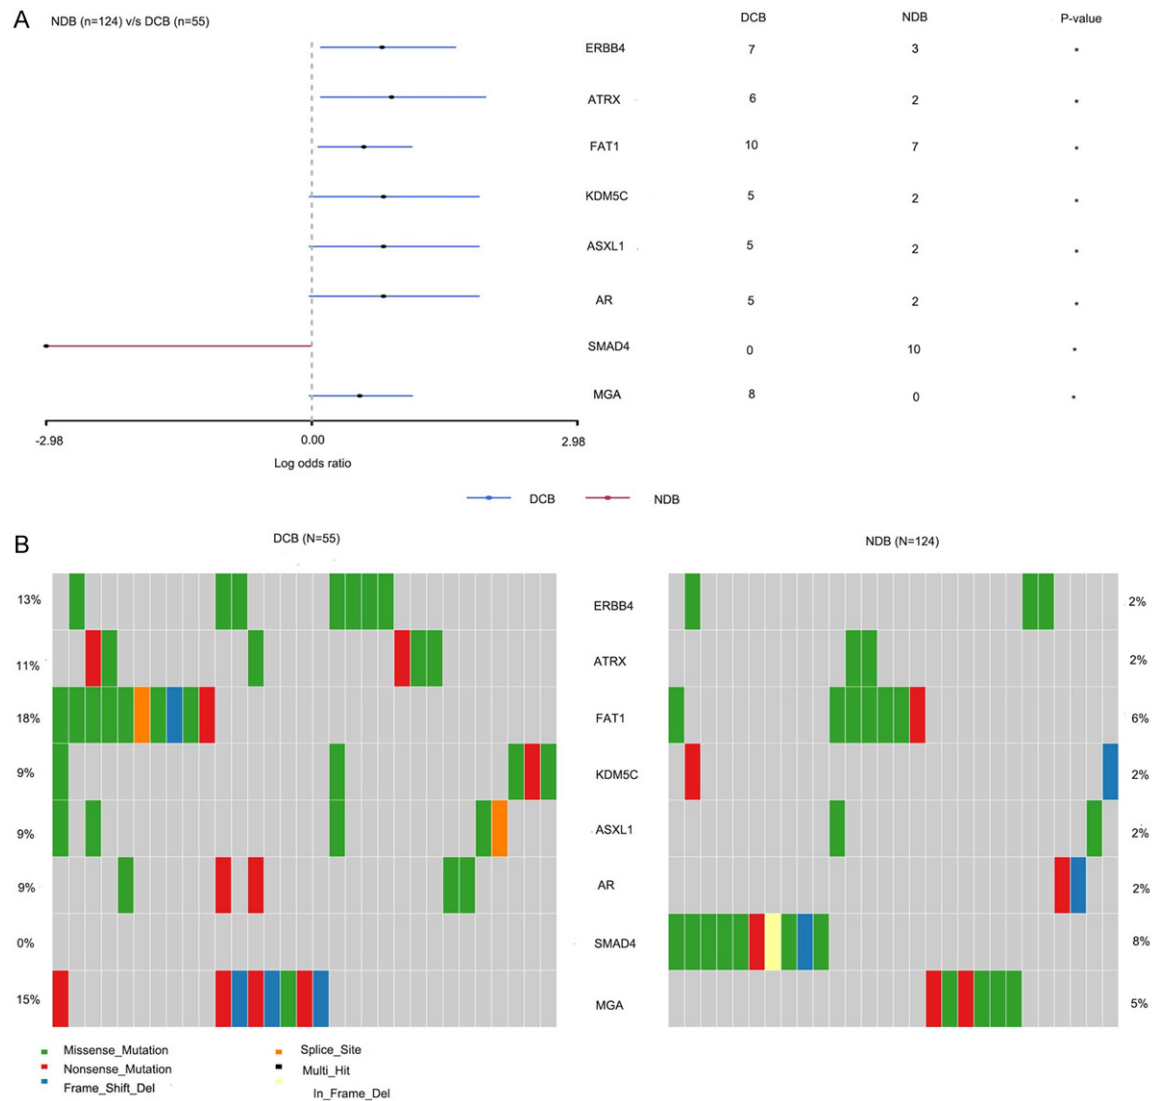 A
NDB (n=124) v/s DCB (n=55)
DCB NDB P-value
ERBB4 7 3 *
ATRX 6 2 *
FAT1 10 7 *
KDM5C 5 2 *
ASXL1 5 2 *
AR 5 2 *
SMAD4 0 10 *
MGA 8 0 *
-2.98 0.00 2.98
Log odds ratio
DCB NDB
B
DCB (N=55) NDB (N=124)
13% ERBB4 2%
11% ATRX 2%
18% FAT1 6%
9% KDM5C 2%
9% ASXL1 2%
9% AR 2%
0% SMAD4 8%
15% MGA 5%
Missense_Mutation Splice_Site
Nonsense_Mutation Multi_Hit
Frame_Shift_Del In_Frame_Del